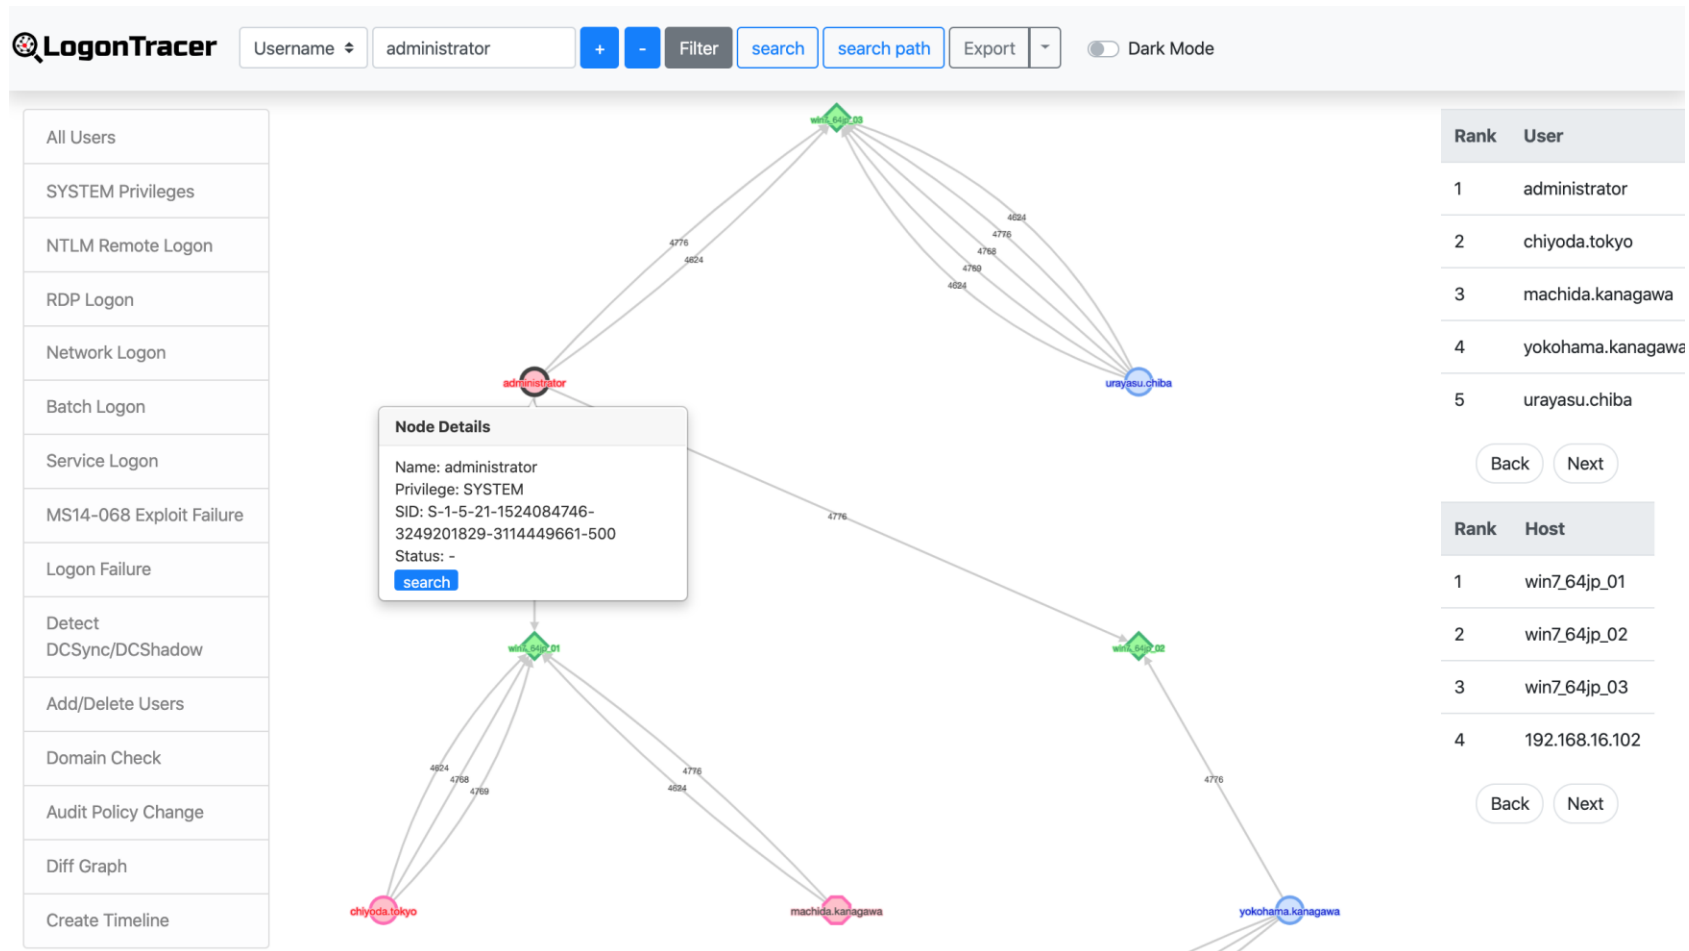 LogonTracer
Username
administrator
+
-
Filter
search
search path
Export
Dark Mode
All Users
SYSTEM Privileges
NTLM Remote Logon
RDP Logon
Network Logon
Batch Logon
Service Logon
MS14-068 Exploit Failure
Logon Failure
Detect
DCSync/DCShadow
Add/Delete Users
Domain Check
Audit Policy Change
Diff Graph
Create Timeline
win7_64jp_03
4776
4624
4624
4776
4768
4769
4624
administrator
urayasu.chiba
Node Details
Name: administrator
Privilege: SYSTEM
SID: S-1-5-21-1524084746-
3249201829-3114449661-500
Status: -
search
4776
win7_64jp_01
win7_64jp_02
4624
4768
4769
4776
4624
4776
chiyoda.tokyo
machida.kanagawa
yokohama.kanagawa
Rank User
1 administrator
2 chiyoda.tokyo
3 machida.kanagawa
4 yokohama.kanagawa
5 urayasu.chiba
Back Next
Rank Host
1 win7_64jp_01
2 win7_64jp_02
3 win7_64jp_03
4 192.168.16.102
Back Next